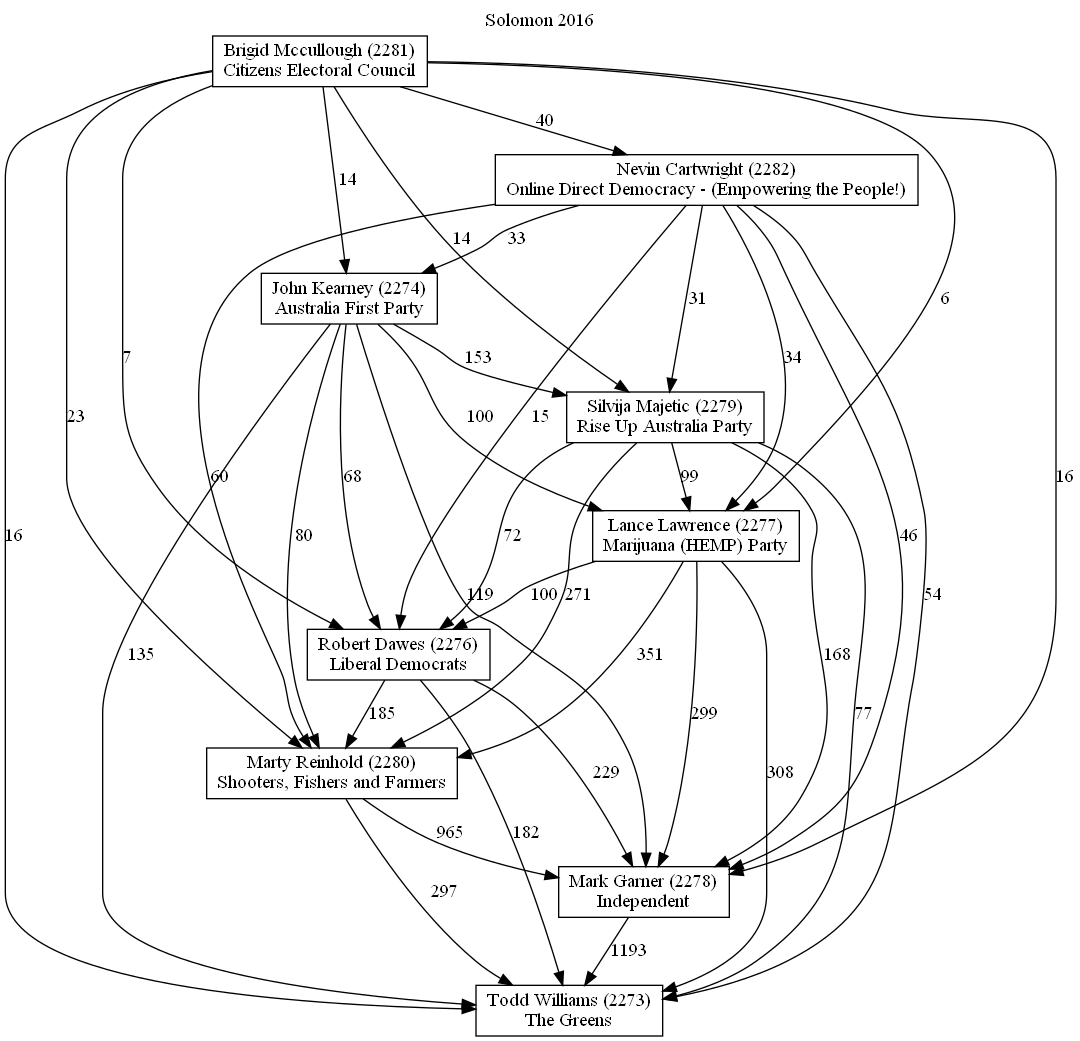 Solomon 2016
Brigid Mccullough (2281)
Citizens Electoral Council
40
Nevin Cartwright (2282)
Online Direct Democracy - (Empowering the People!)
14
14
33
John Kearney (2274)
Australia First Party
31
6
7
153
34
Silvija Majetic (2279)
Rise Up Australia Party
23
100
15
60
68
99
16
Lance Lawrence (2277)
Marijuana (HEMP) Party
16
80
72
46
119
100
271
54
Robert Dawes (2276)
Liberal Democrats
135
351
168
185
299
77
Marty Reinhold (2280)
Shooters, Fishers and Farmers
229
308
965
182
Mark Garner (2278)
Independent
297
1193
Todd Williams (2273)
The Greens